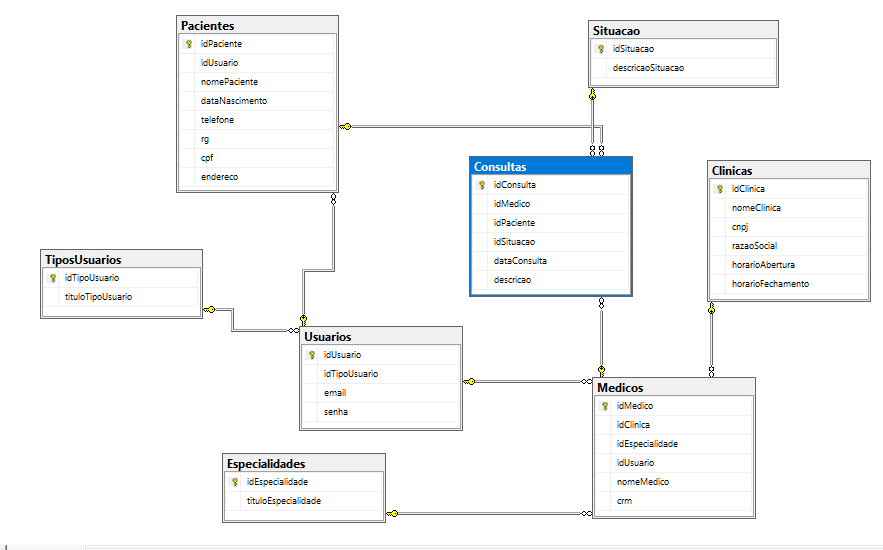 Pacientes
idPaciente
idUsuario
nomePaciente
dataNascimento
telefone
rg
cpf
endereco
Situacao
idSituacao
descricaoSituacao
Consultas
idConsulta
idMedico
idPaciente
idSituacao
dataConsulta
descricao
Clinicas
idClinica
nomeClinica
cnpj
razaoSocial
horarioAbertura
horarioFechamento
TiposUsuarios
idTipoUsuario
tituloTipoUsuario
Usuarios
idUsuario
idTipoUsuario
email
senha
Medicos
idMedico
idClinica
idEspecialidade
idUsuario
nomeMedico
crm
Especialidades
idEspecialidade
tituloEspecialidade